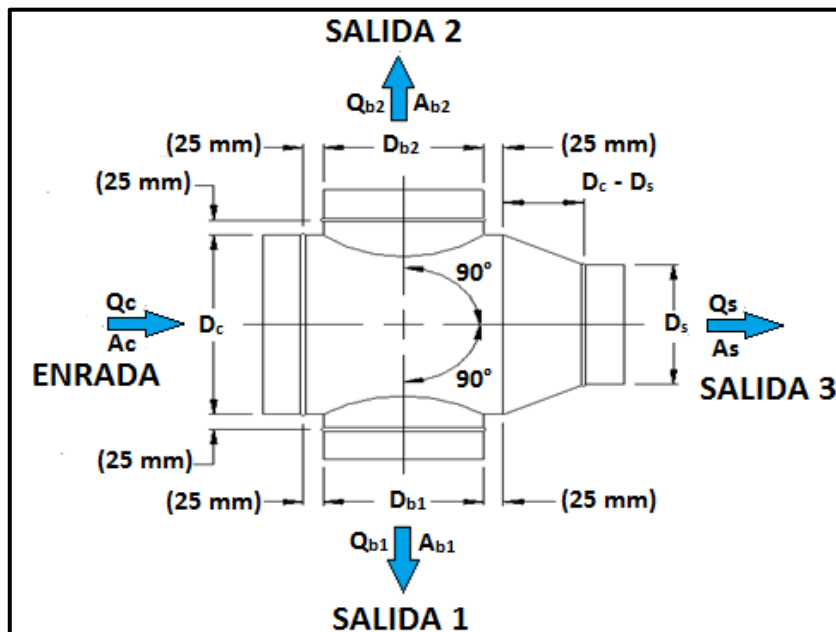 SALIDA 2
Qb2 Ab2
(25 mm) Db2 (25 mm)
(25 mm) Dc - Ds
90°
Qc Dc Ds Qs
Ac As
ENRADA 90° SALIDA 3
(25 mm)
(25 mm) Db1 (25 mm)
Qb1 Ab1
SALIDA 1